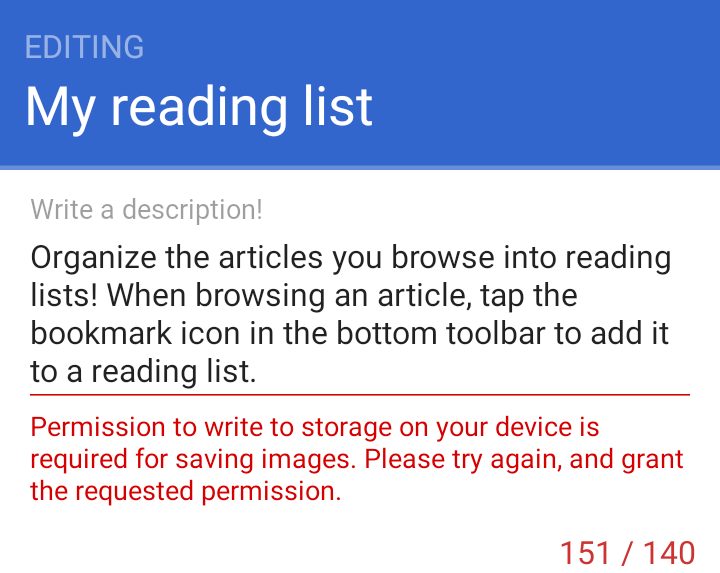 EDITING
My reading list
Write a description!
Organize the articles you browse into reading
lists! When browsing an article, tap the
bookmark icon in the bottom toolbar to add it
to a reading list.
Permission to write to storage on your device is
required for saving images. Please try again, and grant
the requested permission.
151 / 140